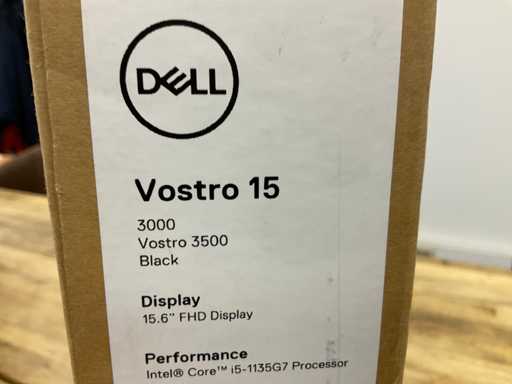 DELL
Vostro 15
3000
Vostro 3500
Black
Display
15.6” FHD Display
Performance
Intel® Core™ i5-1135G7 Processor